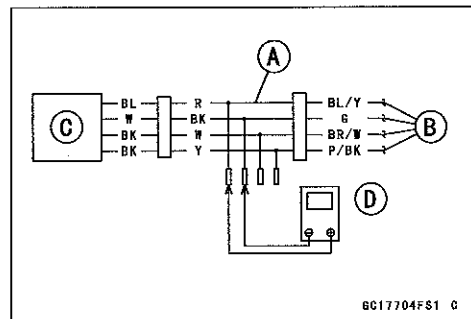 A
BL R BL/Y
W BK G
BK W BR/W
BK Y P/BK
C
B
D
GC17704FS1 C